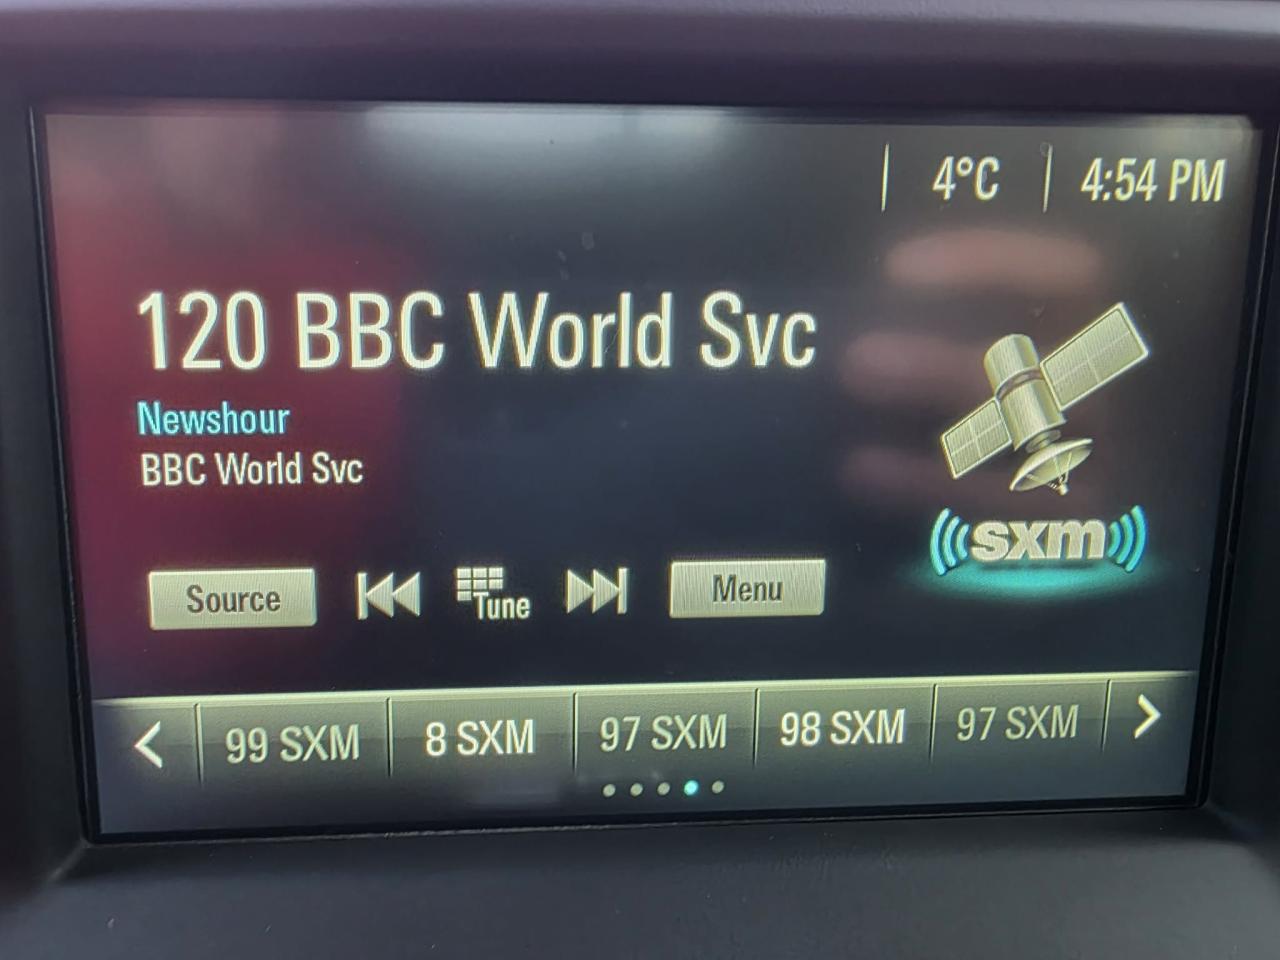 4°C 4:54 PM
120 BBC World Svc
Newshour
BBC World Svc
sxm
Source Tune Menu
99 SXM 8 SXM 97 SXM 98 SXM 97 SXM